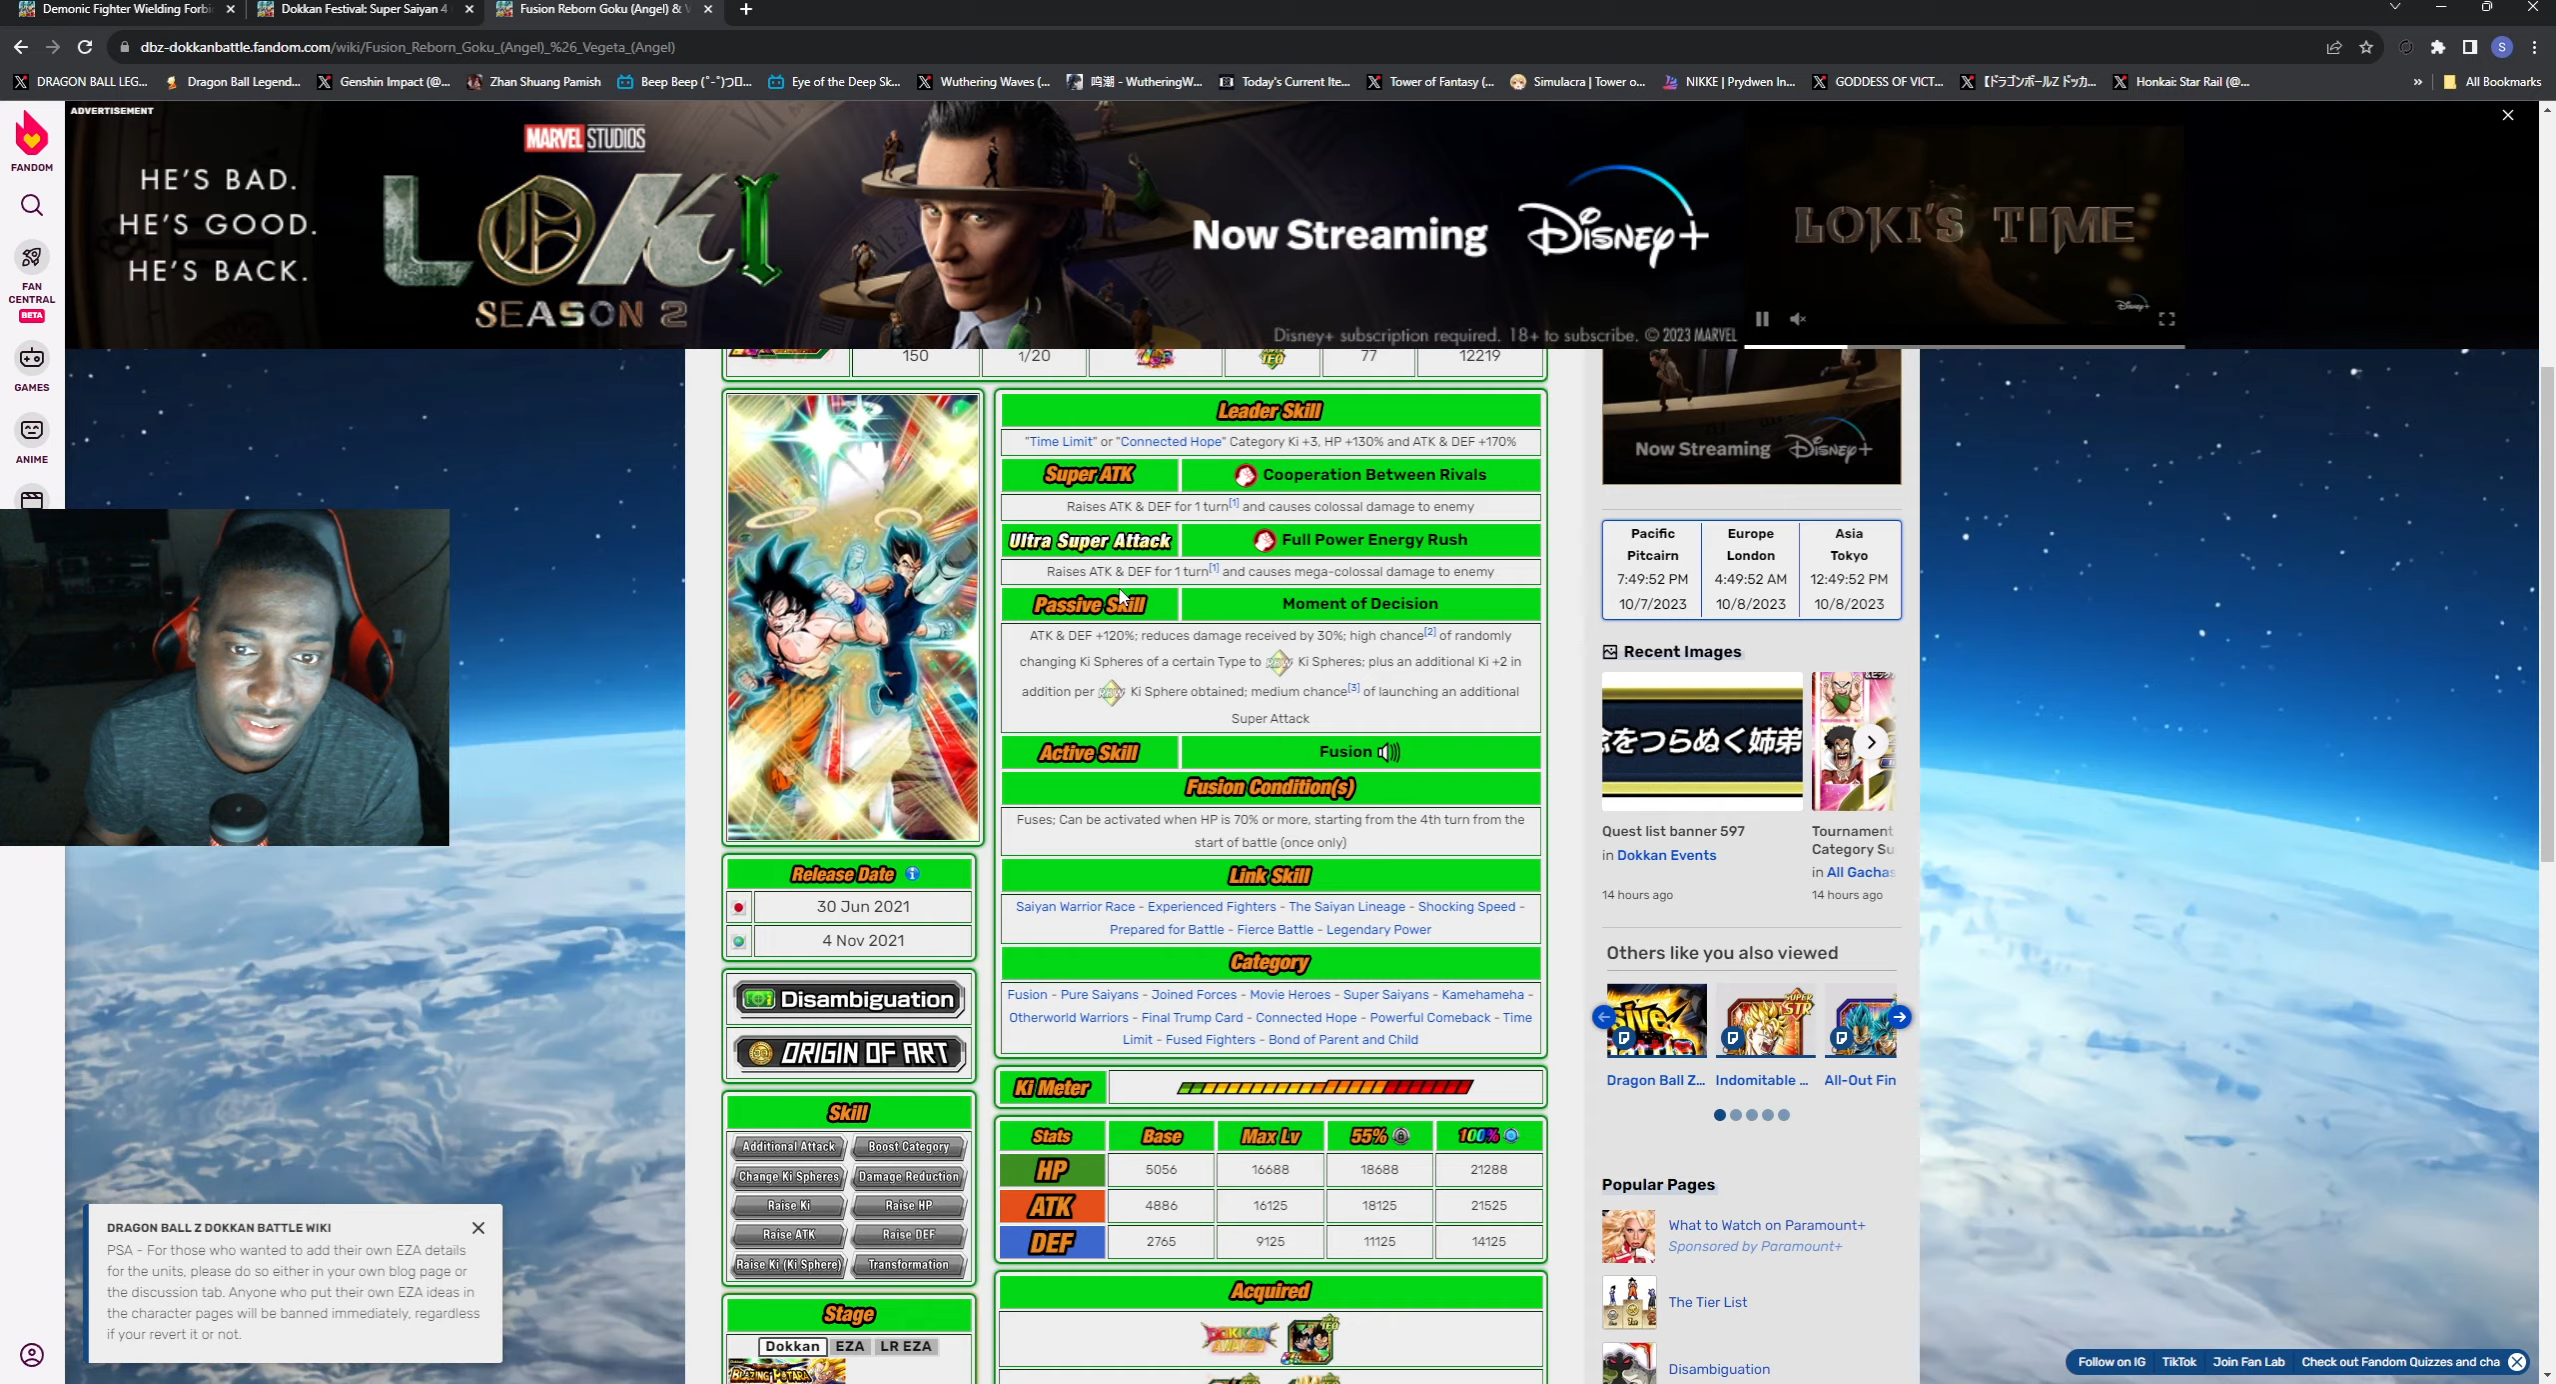 Demonic Fighter Wielding Forbi
Dokkan Festival: Super Saiyan 4
Fusion Reborn Goku (Angel) & V
dbz-dokkanbattle.fandom.com/wiki/Fusion_Reborn_Goku_(Angel)_%26_Vegeta_(Angel)
S
DRAGON BALL LEG...
Dragon Ball Legend...
Genshin Impact (@...
Zhan Shuang Pamish
Eye of the Deep Sk...
Wuthering Waves (...
鸣潮 - WutheringW...
Today's Current Ite...
Tower of Fantasy (...
Simulacra | Tower o...
NIKKE | Prydwen In...
GODDESS OF VICT...
【ドラゴンボールZ ドッカ...
Honkai: Star Rail (@...
All Bookmarks
ADVERTISEMENT
FANDOM
FAN CENTRAL
BETA
GAMES
ANIME
HE'S BAD.
HE'S GOOD.
HE'S BACK.
MARVEL STUDIOS
LOKI
SEASON 2
Now Streaming Disney+
LOKI'S TIME
Disney+
Disney+ subscription required. 18+ to subscribe. © 2023 MARVEL
150 1/20 77 12219
Leader Skill
"Time Limit" or "Connected Hope" Category Ki +3, HP +130% and ATK & DEF +170%
Super ATK
Cooperation Between Rivals
Raises ATK & DEF for 1 turn[1] and causes colossal damage to enemy
Ultra Super Attack
Full Power Energy Rush
Raises ATK & DEF for 1 turn[1] and causes mega-colossal damage to enemy
Passive Skill
Moment of Decision
ATK & DEF +120%; reduces damage received by 30%; high chance[2] of randomly
changing Ki Spheres of a certain Type to Ki Spheres; plus an additional Ki +2 in
addition per Ki Sphere obtained; medium chance[3] of launching an additional
Super Attack
Active Skill
Fusion
Fusion Condition(s)
Fuses; Can be activated when HP is 70% or more, starting from the 4th turn from the
start of battle (once only)
Link Skill
Saiyan Warrior Race - Experienced Fighters - The Saiyan Lineage - Shocking Speed -
Prepared for Battle - Fierce Battle - Legendary Power
Category
Fusion - Pure Saiyans - Joined Forces - Movie Heroes - Super Saiyans - Kamehameha -
Otherworld Warriors - Final Trump Card - Connected Hope - Powerful Comeback - Time
Limit - Fused Fighters - Bond of Parent and Child
Ki Meter
Stats Base Max Lv 55% 100%
HP 5056 16688 18688 21288
ATK 4886 16125 18125 21525
DEF 2765 9125 11125 14125
Acquired
DOKKAN AWAKEN
Release Date
30 Jun 2021
4 Nov 2021
Disambiguation
ORIGIN OF ART
Skill
Additional Attack Boost Category
Change Ki Spheres Damage Reduction
Raise Ki Raise HP
Raise ATK Raise DEF
Raise Ki (Ki Sphere) Transformation
Stage
Dokkan EZA LR EZA
BLAZING POTARA
Now Streaming Disney+
Pacific Europe Asia
Pitcairn London Tokyo
7:49:52 PM 4:49:52 AM 12:49:52 PM
10/7/2023 10/8/2023 10/8/2023
Recent Images
をつらぬく姉弟
Quest list banner 597
in Dokkan Events
14 hours ago
Tournament
Category Su
in All Gachas
14 hours ago
Others like you also viewed
SUPER STR
Dragon Ball Z...
Indomitable ...
All-Out Fin
Popular Pages
What to Watch on Paramount+
Sponsored by Paramount+
The Tier List
Disambiguation
DRAGON BALL Z DOKKAN BATTLE WIKI
PSA - For those who wanted to add their own EZA details
for the units, please do so either in your own blog page or
the discussion tab. Anyone who put their own EZA ideas in
the character pages will be banned immediately, regardless
if your revert it or not.
Follow on IG TikTok Join Fan Lab Check out Fandom Quizzes and cha